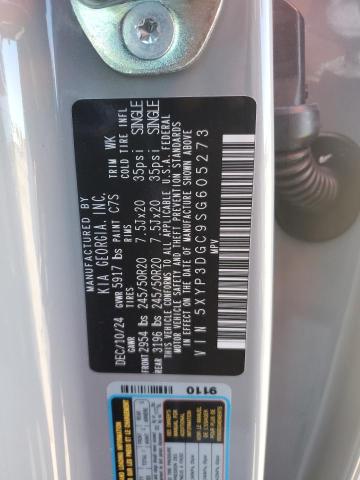 MANUFACTURED BY
KIA GEORGIA, INC.
DEC/10/24 GVWR 5917 lbs PAINT C7S TRIM WK
GAWR TIRES RIMS COLD TIRE INFL
FRONT 2954 lbs 245/50R20 7.5Jx20 35psi SINGLE
REAR 3196 lbs 245/50R20 7.5Jx20 35psi SINGLE
THIS VEHICLE CONFORMS TO ALL APPLICABLE U.S.A. FEDERAL
MOTOR VEHICLE SAFETY, BUMPER, AND THEFT PREVENTION STANDARDS
IN EFFECT ON THE DATE OF MANUFACTURE SHOWN ABOVE.
VIN 5XYP3DGC9SG605273
MPV
9110
LOADING INFORMATION